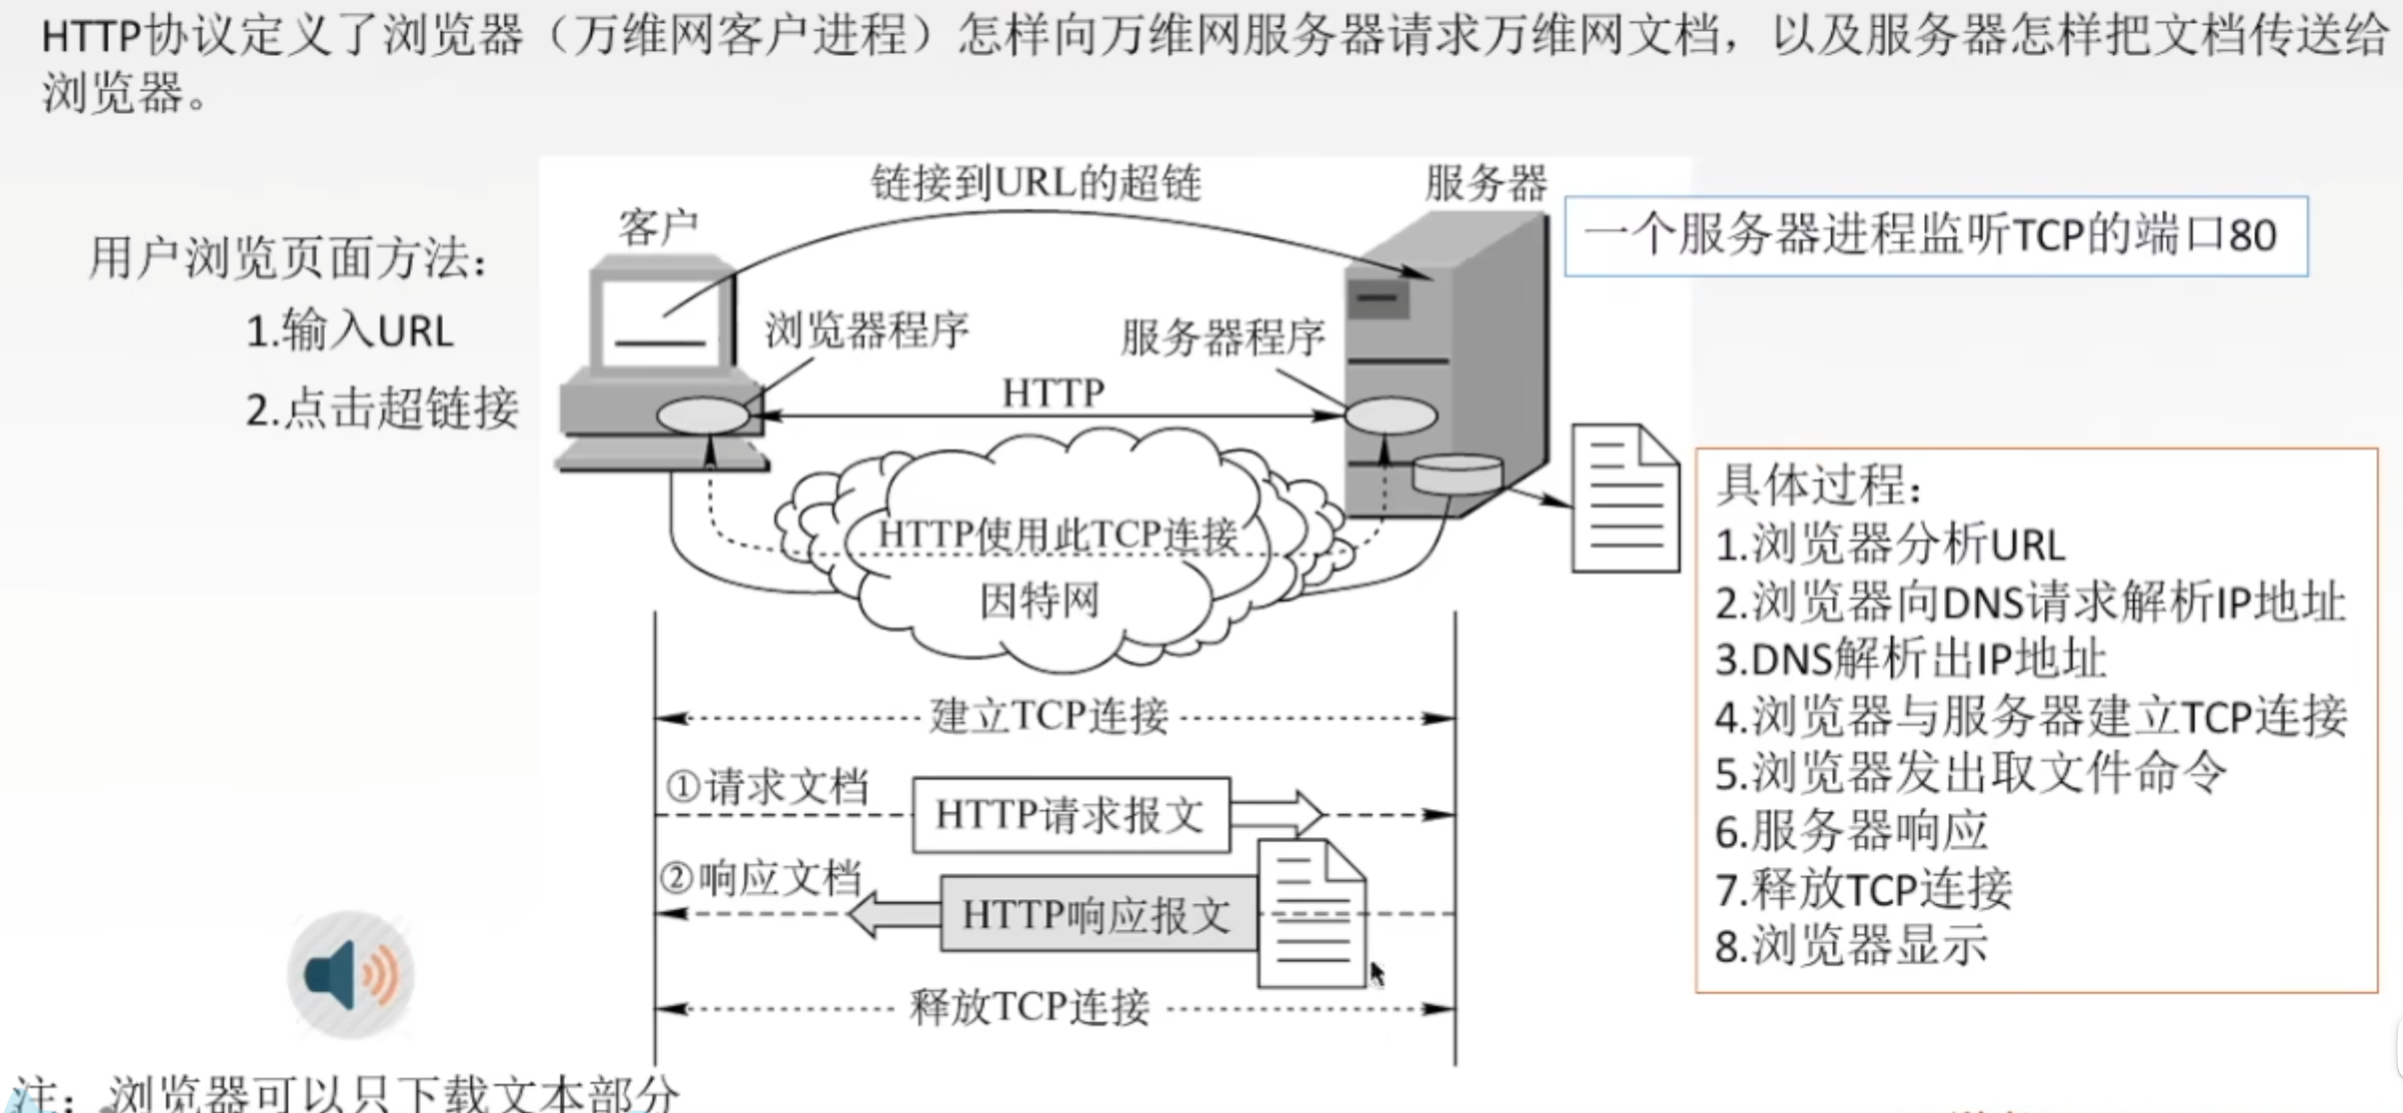 HTTP协议定义了浏览器（万维网客户进程）怎样向万维网服务器请求万维网文档，以及服务器怎样把文档传送给
浏览器。
用户浏览页面方法：
1.输入URL
2.点击超链接
链接到URL的超链
客户
服务器
一个服务器进程监听TCP的端口80
浏览器程序
服务器程序
HTTP
HTTP使用此TCP连接
因特网
建立TCP连接
①请求文档
HTTP请求报文
②响应文档
HTTP响应报文
释放TCP连接
具体过程：
1.浏览器分析URL
2.浏览器向DNS请求解析IP地址
3.DNS解析出IP地址
4.浏览器与服务器建立TCP连接
5.浏览器发出取文件命令
6.服务器响应
7.释放TCP连接
8.浏览器显示
注：浏览器可以只下载文本部分